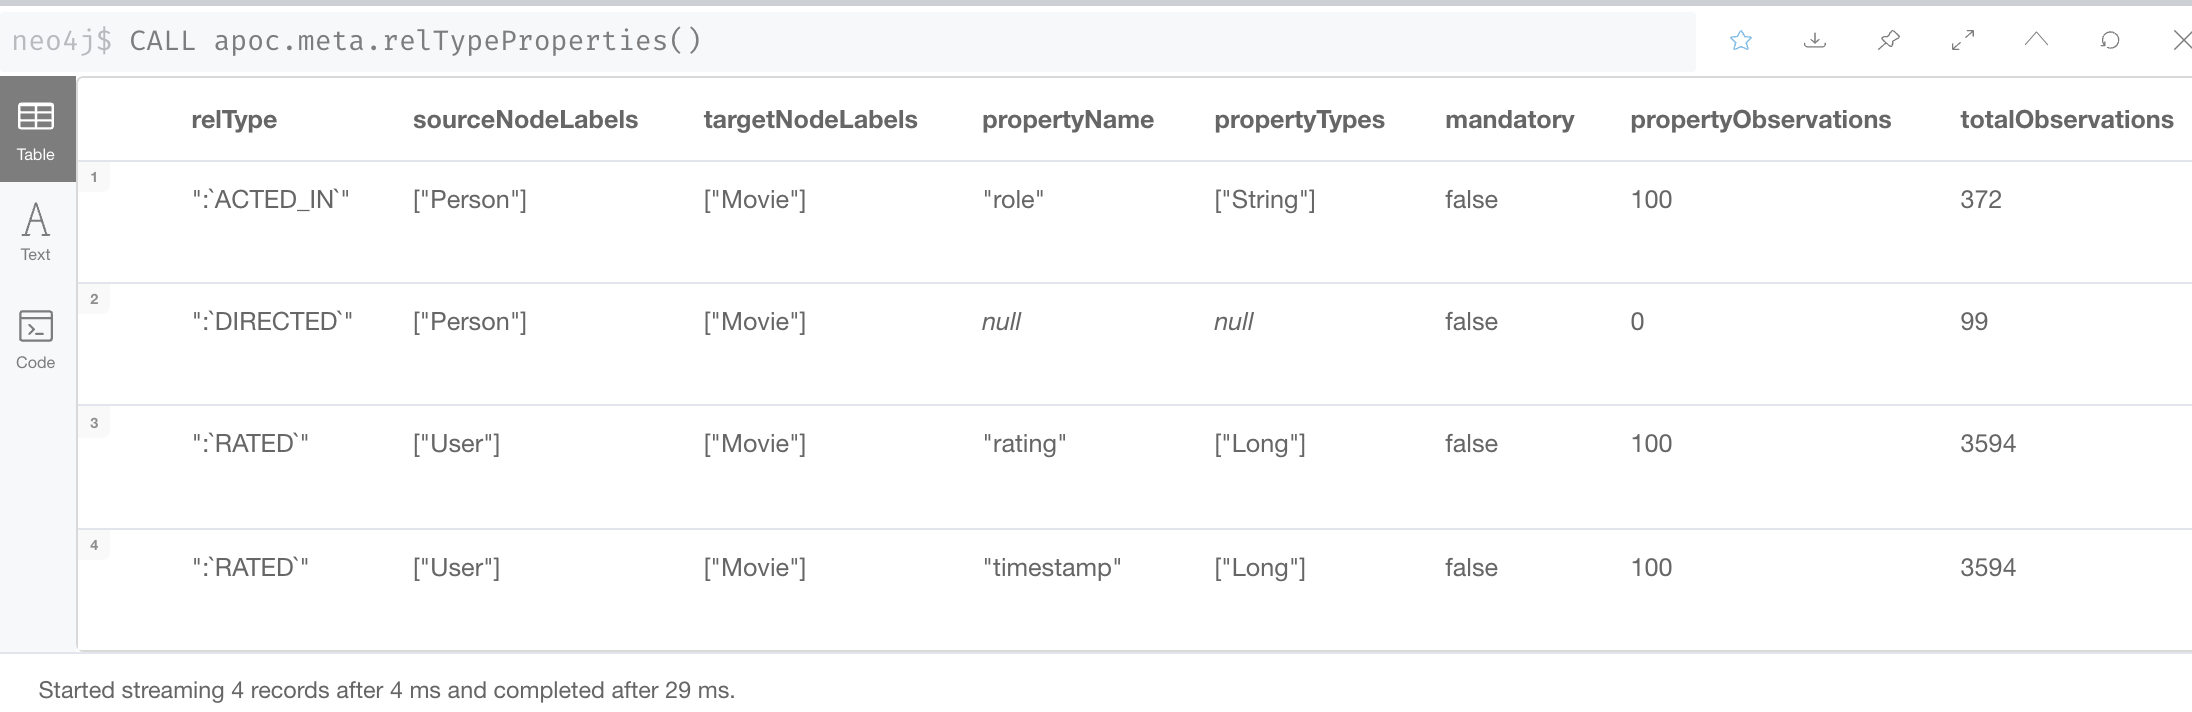 neo4j$ CALL apoc.meta.relTypeProperties()
Table
Text
Code
relType sourceNodeLabels targetNodeLabels propertyName propertyTypes mandatory propertyObservations totalObservations
1 ":`ACTED_IN`" ["Person"] ["Movie"] "role" ["String"] false 100 372
2 ":`DIRECTED`" ["Person"] ["Movie"] null null false 0 99
3 ":`RATED`" ["User"] ["Movie"] "rating" ["Long"] false 100 3594
4 ":`RATED`" ["User"] ["Movie"] "timestamp" ["Long"] false 100 3594
Started streaming 4 records after 4 ms and completed after 29 ms.